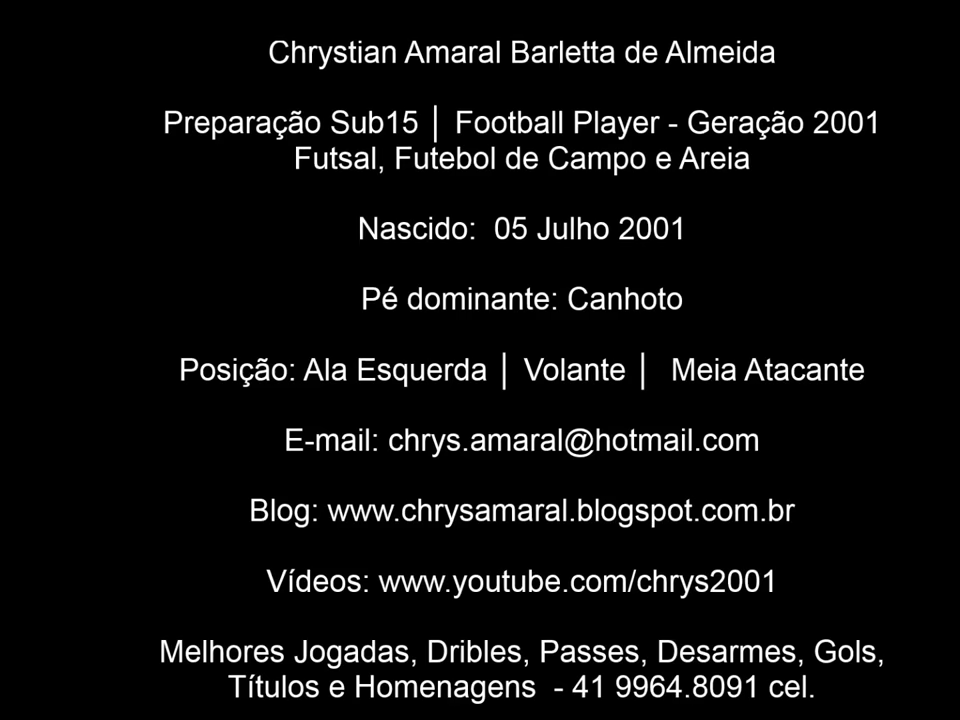 Chrystian Amaral Barletta de Almeida
Preparação Sub15 │ Football Player - Geração 2001
Futsal, Futebol de Campo e Areia
Nascido: 05 Julho 2001
Pé dominante: Canhoto
Posição: Ala Esquerda │ Volante │ Meia Atacante
E-mail: chrys.amaral@hotmail.com
Blog: www.chrysamaral.blogspot.com.br
Vídeos: www.youtube.com/chrys2001
Melhores Jogadas, Dribles, Passes, Desarmes, Gols,
Títulos e Homenagens - 41 9964.8091 cel.